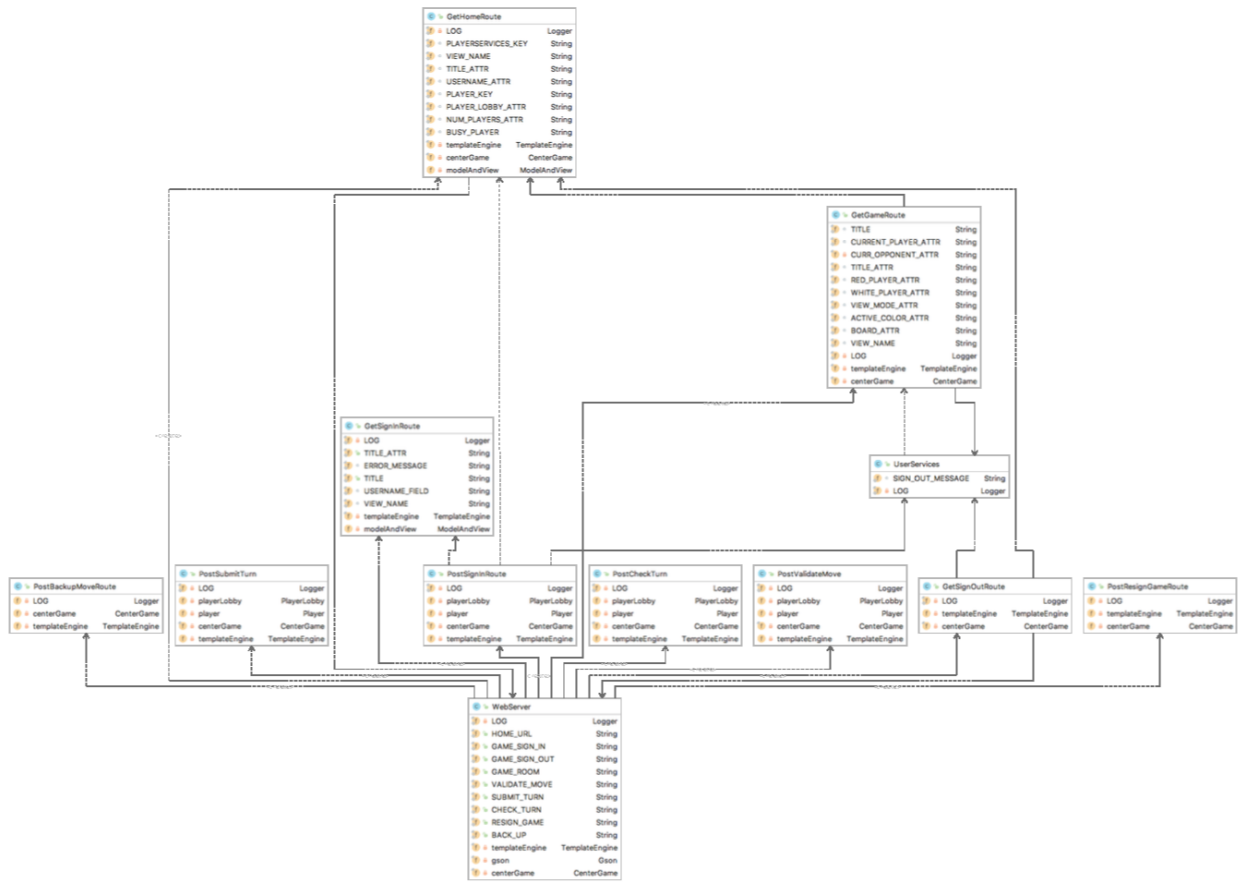 GetHomeRoute
LOG Logger
PLAYERSERVICES_KEY String
VIEW_NAME String
TITLE_ATTR String
USERNAME_ATTR String
PLAYER_KEY String
PLAYER_LOBBY_ATTR String
NUM_PLAYERS_ATTR String
BUSY_PLAYER String
templateEngine TemplateEngine
centerGame CenterGame
modelAndView ModelAndView
GetGameRoute
TITLE String
CURRENT_PLAYER_ATTR String
CURR_OPPONENT_ATTR String
TITLE_ATTR String
RED_PLAYER_ATTR String
WHITE_PLAYER_ATTR String
VIEW_MODE_ATTR String
ACTIVE_COLOR_ATTR String
BOARD_ATTR String
VIEW_NAME String
LOG Logger
templateEngine TemplateEngine
centerGame CenterGame
GetSignInRoute
LOG Logger
TITLE_ATTR String
ERROR_MESSAGE String
TITLE String
USERNAME_FIELD String
VIEW_NAME String
templateEngine TemplateEngine
modelAndView ModelAndView
UserServices
SIGN_OUT_MESSAGE String
LOG Logger
PostBackupMoveRoute
LOG Logger
centerGame CenterGame
templateEngine TemplateEngine
PostSubmitTurn
LOG Logger
playerLobby PlayerLobby
player Player
centerGame CenterGame
templateEngine TemplateEngine
PostSignInRoute
LOG Logger
playerLobby PlayerLobby
player Player
centerGame CenterGame
templateEngine TemplateEngine
PostCheckTurn
LOG Logger
playerLobby PlayerLobby
player Player
centerGame CenterGame
templateEngine TemplateEngine
PostValidateMove
LOG Logger
playerLobby PlayerLobby
player Player
centerGame CenterGame
templateEngine TemplateEngine
GetSignOutRoute
LOG Logger
templateEngine TemplateEngine
centerGame CenterGame
PostResignGameRoute
LOG Logger
templateEngine TemplateEngine
centerGame CenterGame
WebServer
LOG Logger
HOME_URL String
GAME_SIGN_IN String
GAME_SIGN_OUT String
GAME_ROOM String
VALIDATE_MOVE String
SUBMIT_TURN String
CHECK_TURN String
RESIGN_GAME String
BACK_UP String
templateEngine TemplateEngine
gson Gson
centerGame CenterGame